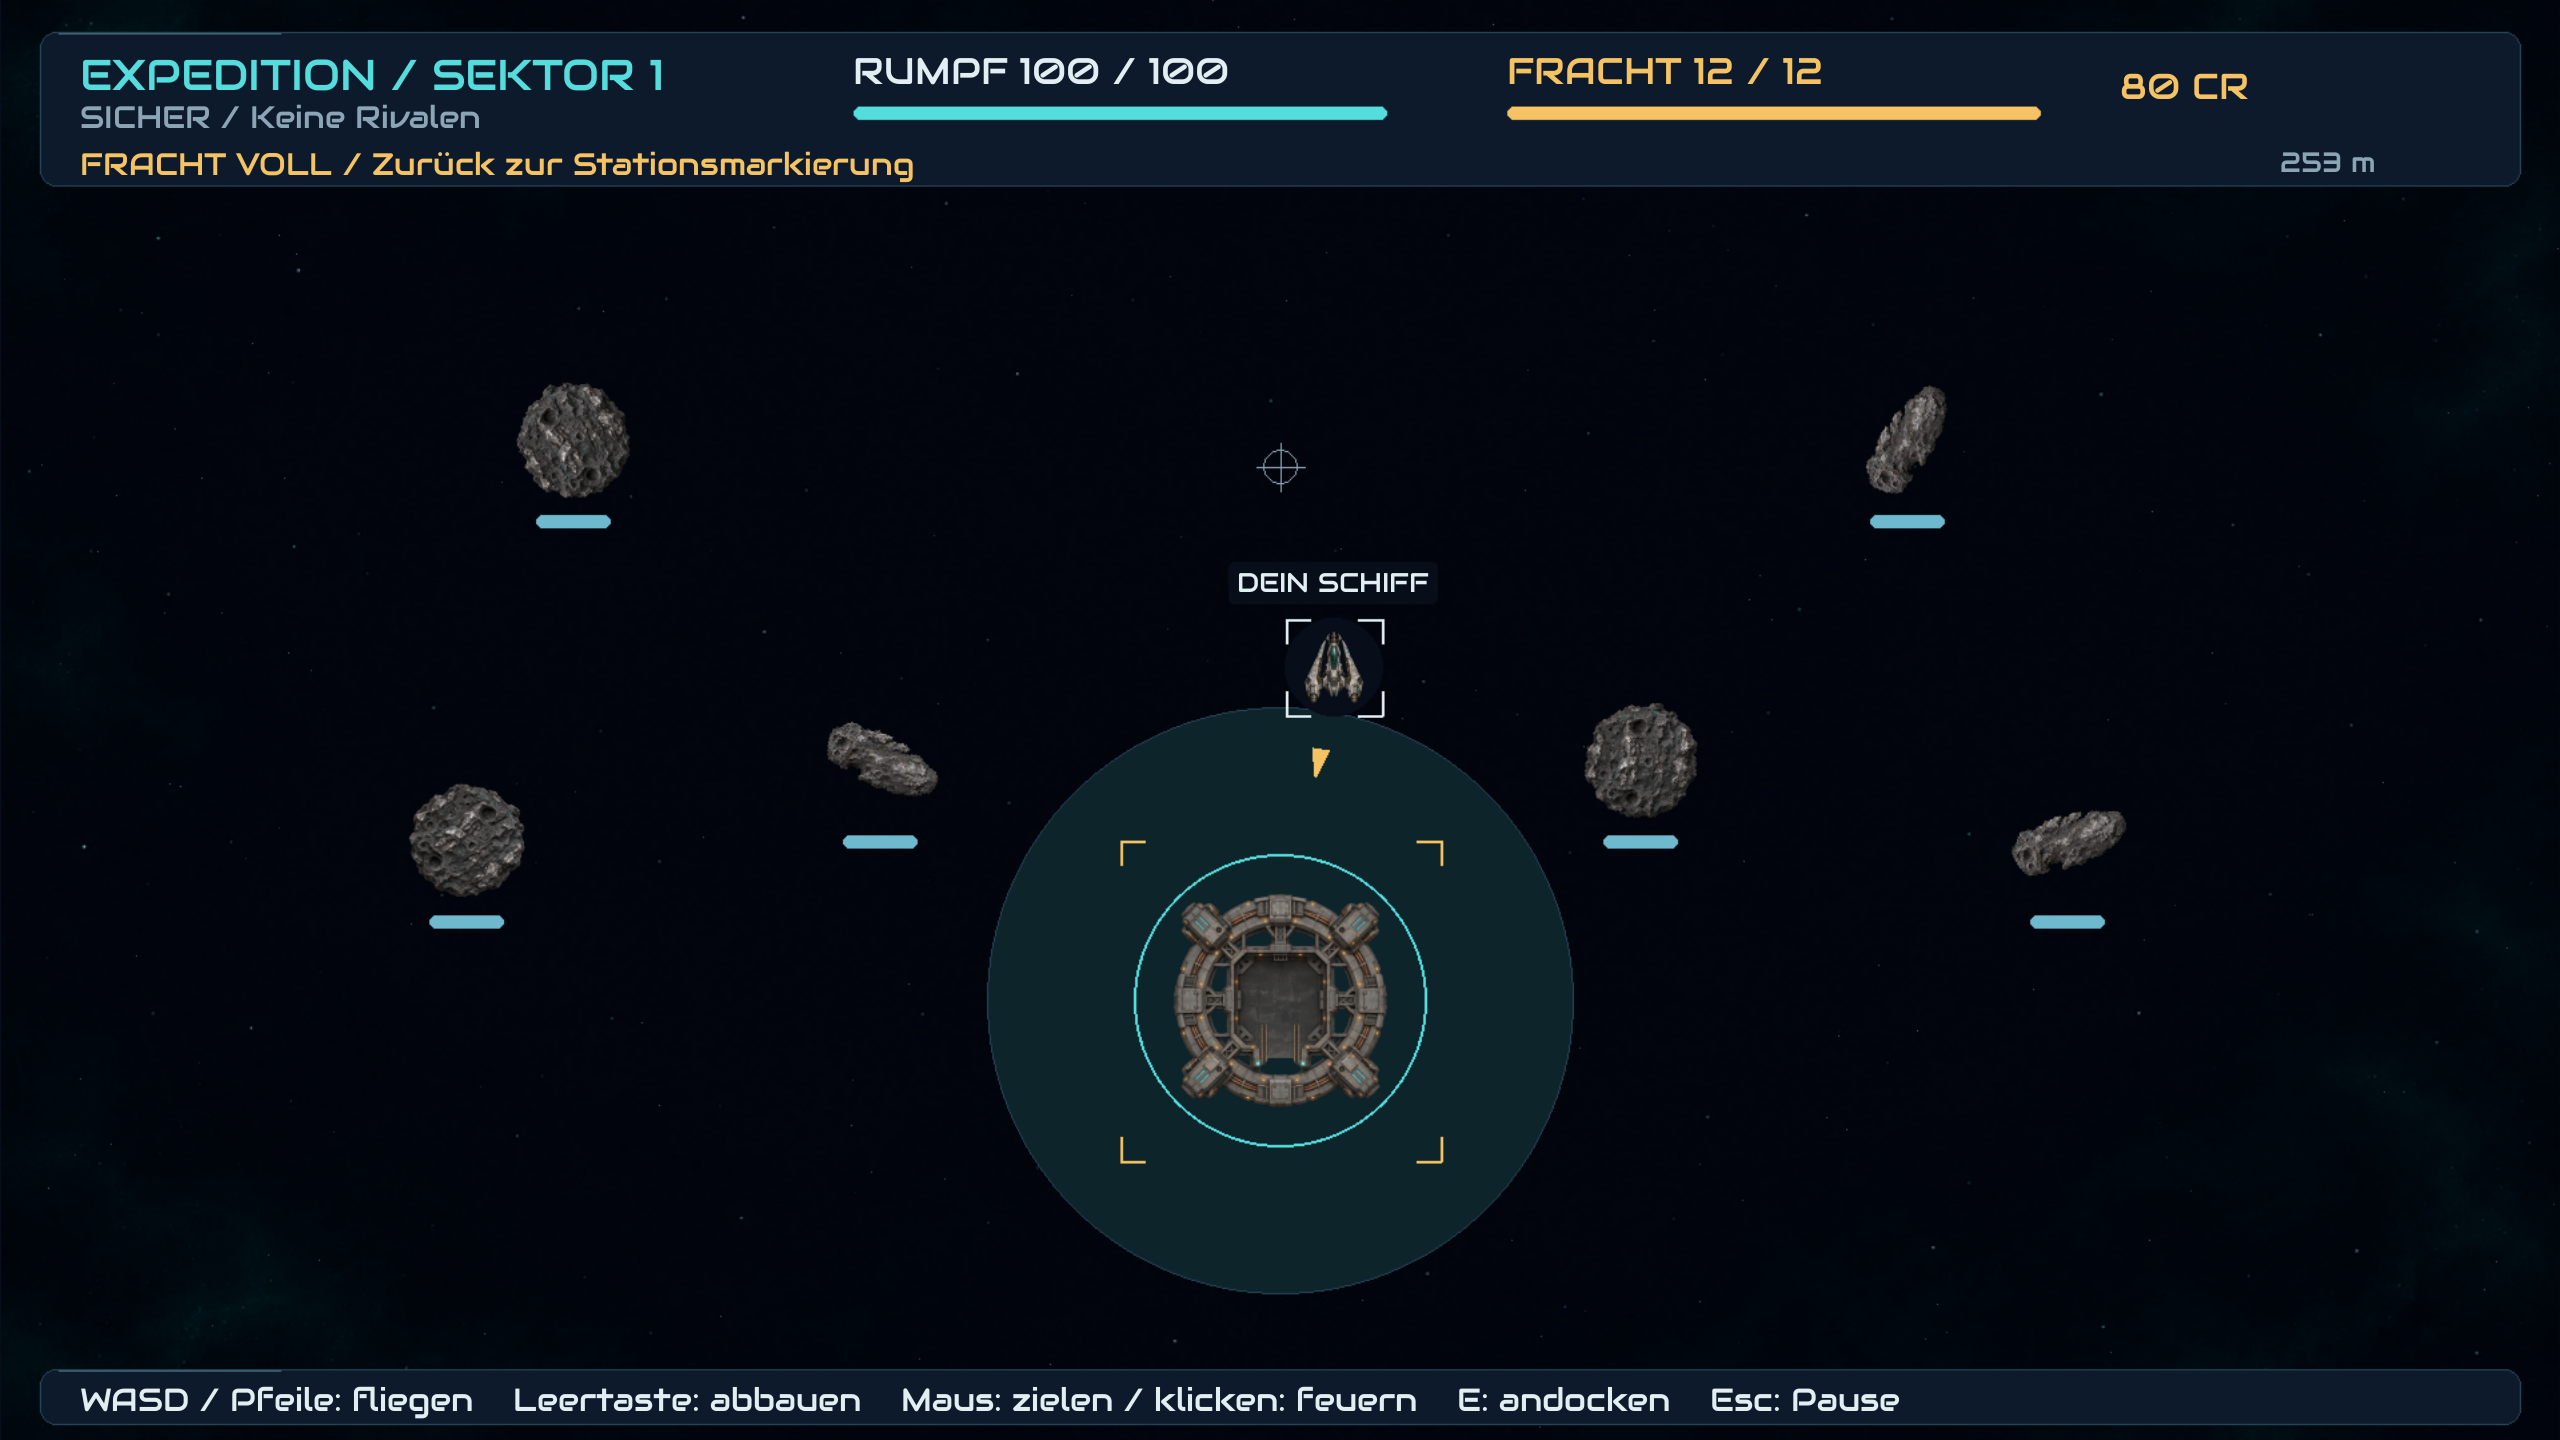 EXPEDITION / SEKTOR 1
SICHER / Keine Rivalen
FRACHT VOLL / Zurück zur Stationsmarkierung
RUMPF 100 / 100
FRACHT 12 / 12
80 CR
253 m
DEIN SCHIFF
WASD / Pfeile: fliegen Leertaste: abbauen Maus: zielen / klicken: feuern E: andocken Esc: Pause